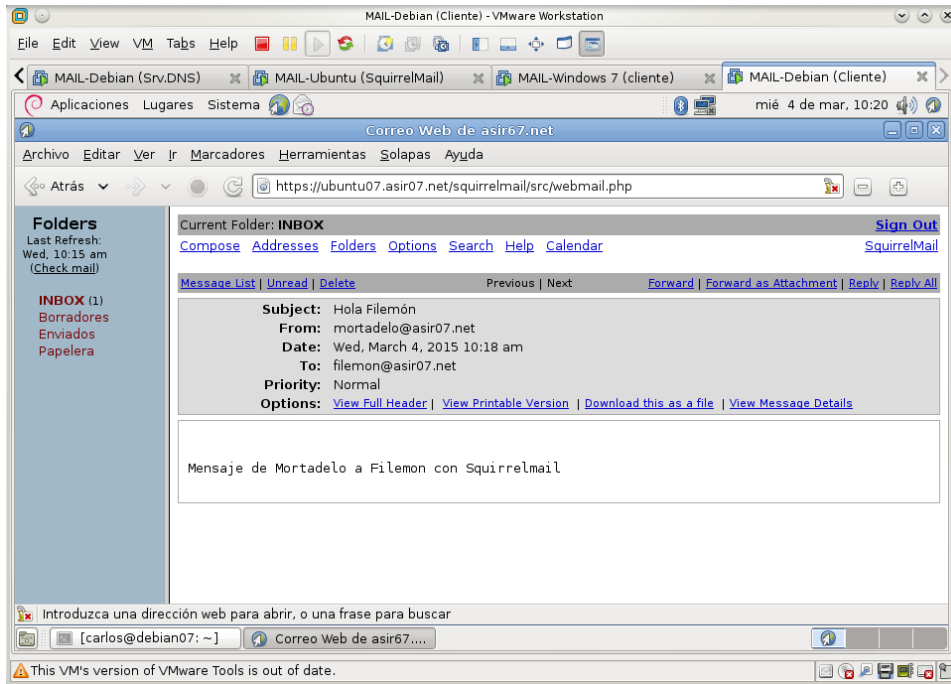 MAIL-Debian (Cliente) - VMware Workstation
File Edit View VM Tabs Help
MAIL-Debian (Srv.DNS) MAIL-Ubuntu (SquirrelMail) MAIL-Windows 7 (cliente) MAIL-Debian (Cliente)
Aplicaciones Lugares Sistema mié 4 de mar, 10:20
Correo Web de asir67.net
Archivo Editar Ver Ir Marcadores Herramientas Solapas Ayuda
Atrás https://ubuntu07.asir07.net/squirrelmail/src/webmail.php
Folders
Last Refresh:
Wed, 10:15 am
(Check mail)
INBOX (1)
Borradores
Enviados
Papelera
Current Folder: INBOX Sign Out
Compose Addresses Folders Options Search Help Calendar SquirrelMail
Message List | Unread | Delete Previous | Next Forward | Forward as Attachment | Reply | Reply All
Subject: Hola Filemón
From: mortadelo@asir07.net
Date: Wed, March 4, 2015 10:18 am
To: filemon@asir07.net
Priority: Normal
Options: View Full Header | View Printable Version | Download this as a file | View Message Details
Mensaje de Mortadelo a Filemon con Squirrelmail
Introduzca una dirección web para abrir, o una frase para buscar
[carlos@debian07: ~] Correo Web de asir67....
This VM's version of VMware Tools is out of date.